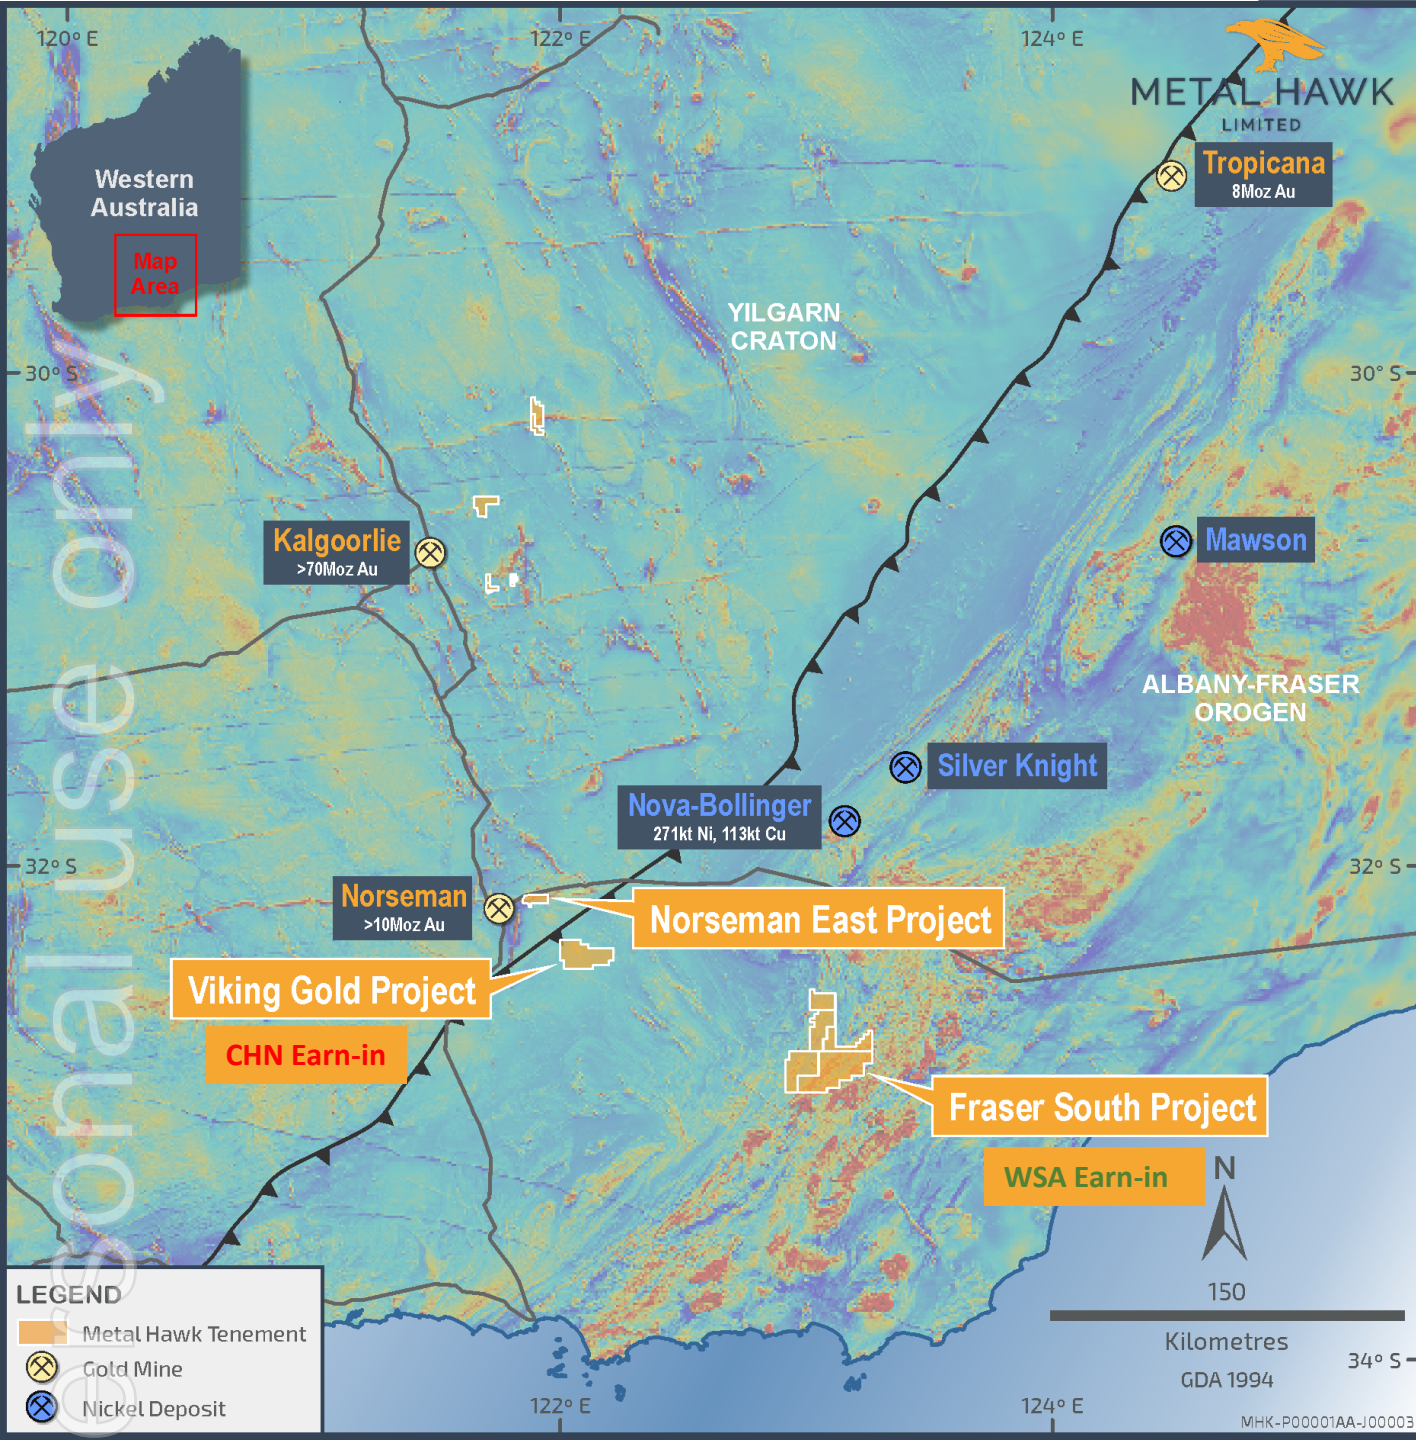 120° E
122° E
124° E
METAL HAWK
LIMITED
Tropicana
8Moz Au
Western
Australia
Map
Area
YILGARN
CRATON
30° S
30° S
Kalgoorlie
>70Moz Au
Mawson
ALBANY-FRASER
OROGEN
Silver Knight
Nova-Bollinger
271kt Ni, 113kt Cu
32° S
32° S
Norseman
>10Moz Au
Norseman East Project
Viking Gold Project
CHN Earn-in
Fraser South Project
WSA Earn-in
N
150
Kilometres
GDA 1994
34° S
122° E
124° E
MHK-P00001AA-J00003
LEGEND
Metal Hawk Tenement
Gold Mine
Nickel Deposit
ersonal use only